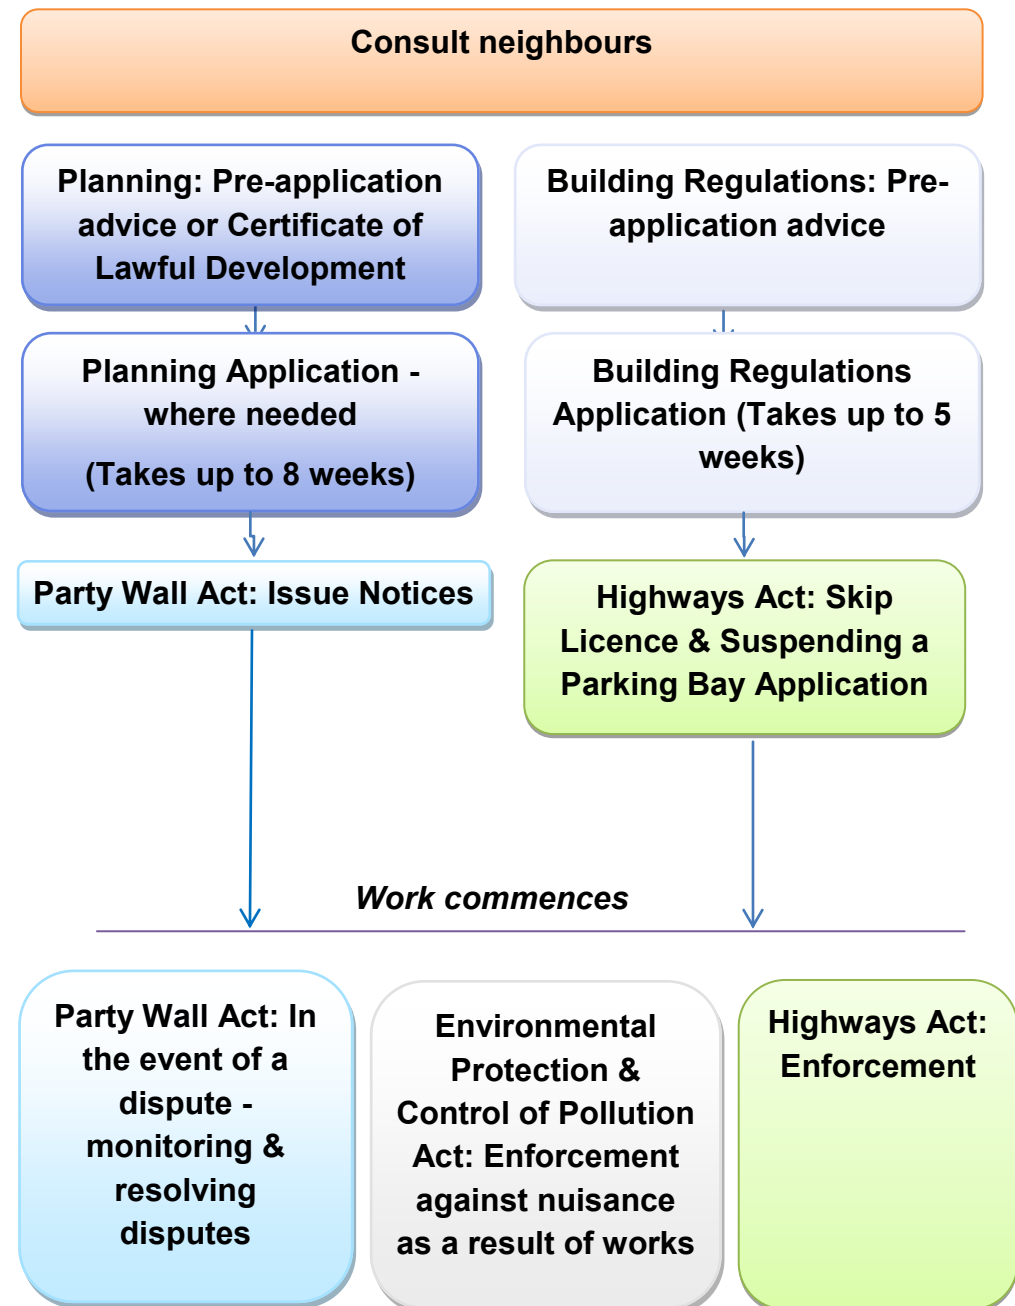 Consult neighbours
Planning: Pre-application
advice or Certificate of
Lawful Development
Building Regulations: Pre-
application advice
Planning Application -
where needed
(Takes up to 8 weeks)
Building Regulations
Application (Takes up to 5
weeks)
Party Wall Act: Issue Notices
Highways Act: Skip
Licence & Suspending a
Parking Bay Application
Work commences
Party Wall Act: In
the event of a
dispute -
monitoring &
resolving
disputes
Environmental
Protection &
Control of Pollution
Act: Enforcement
against nuisance
as a result of works
Highways Act:
Enforcement